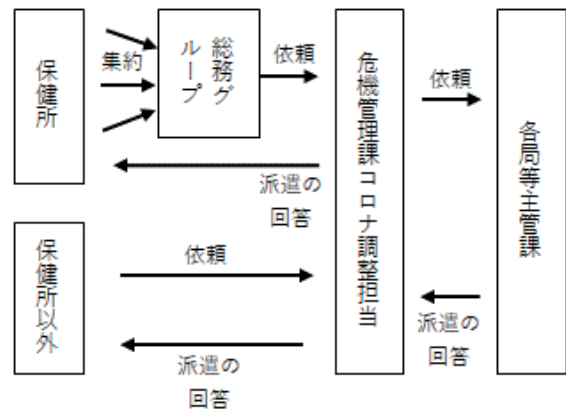 保健所
集約
総務グ
ループ
依頼
危機管理課コロナ調整担当
依頼
各局等主管課
派遣の
回答
保健所以外
依頼
派遣の
回答
派遣の
回答